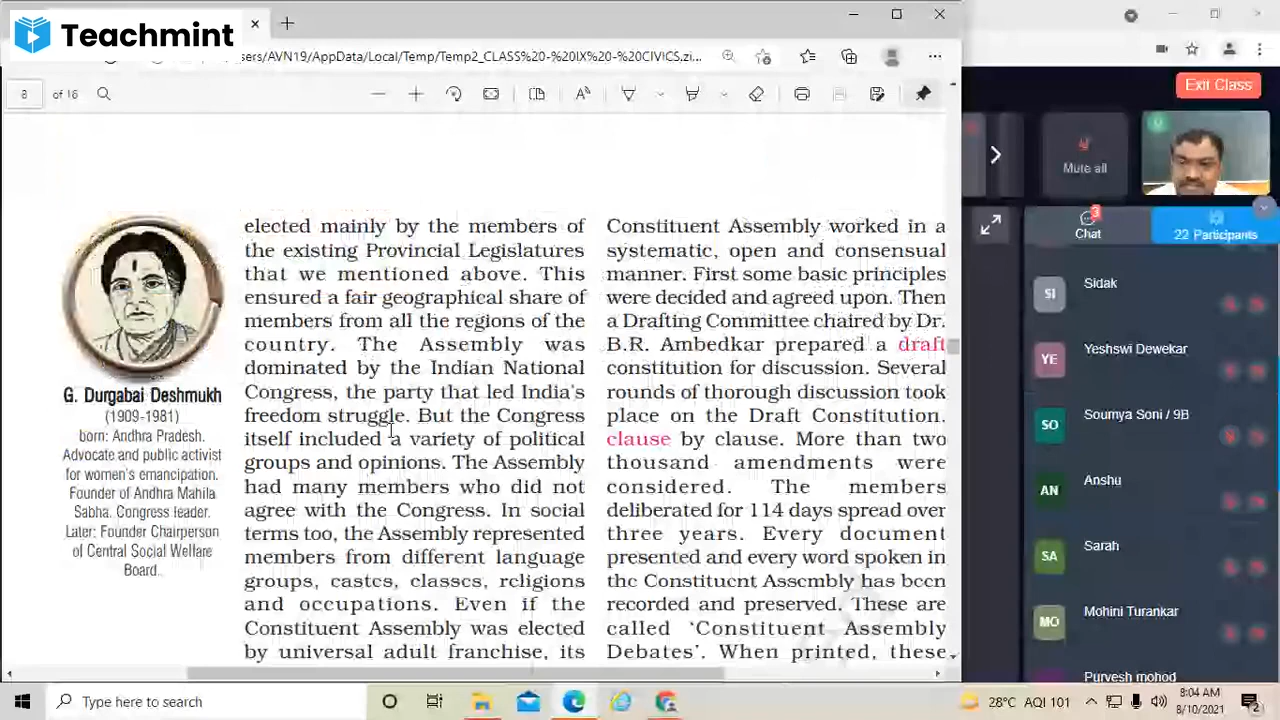 Teachmint
ers/AVN19/AppData/Local/Temp/Temp2_CLASS%20-%20IX%20-%20CIVICS.zi...
8 of 16
Exit Class
Mute all
Chat
3
22 Participants
elected mainly by the members of
the existing Provincial Legislatures
that we mentioned above. This
ensured a fair geographical share of
members from all the regions of the
country. The Assembly was
dominated by the Indian National
Congress, the party that led India's
freedom struggle. But the Congress
itself included a variety of political
groups and opinions. The Assembly
had many members who did not
agree with the Congress. In social
terms too, the Assembly represented
members from different language
groups, castes, classes, religions
and occupations. Even if the
Constituent Assembly was elected
by universal adult franchise, its
G. Durgabai Deshmukh
(1909-1981)
born: Andhra Pradesh.
Advocate and public activist
for women's emancipation.
Founder of Andhra Mahila
Sabha. Congress leader.
Later: Founder Chairperson
of Central Social Welfare
Board.
Constituent Assembly worked in a
systematic, open and consensual
manner. First some basic principles
were decided and agreed upon. Then
a Drafting Committee chaired by Dr.
B.R. Ambedkar prepared a draft
constitution for discussion. Several
rounds of thorough discussion took
place on the Draft Constitution,
clause by clause. More than two
thousand amendments were
considered. The members
deliberated for 114 days spread over
three years. Every document
presented and every word spoken in
the Constituent Assembly has been
recorded and preserved. These are
called ‘Constituent Assembly
Debates’. When printed, these
SI Sidak
YE Yeshwi Dewekar
SO Soumya Soni / 9B
AN Anshu
SA Sarah
MO Mohini Turankar
Purvesh mohod
Type here to search
28°C AQI 101
8:04 AM
8/10/2021
2